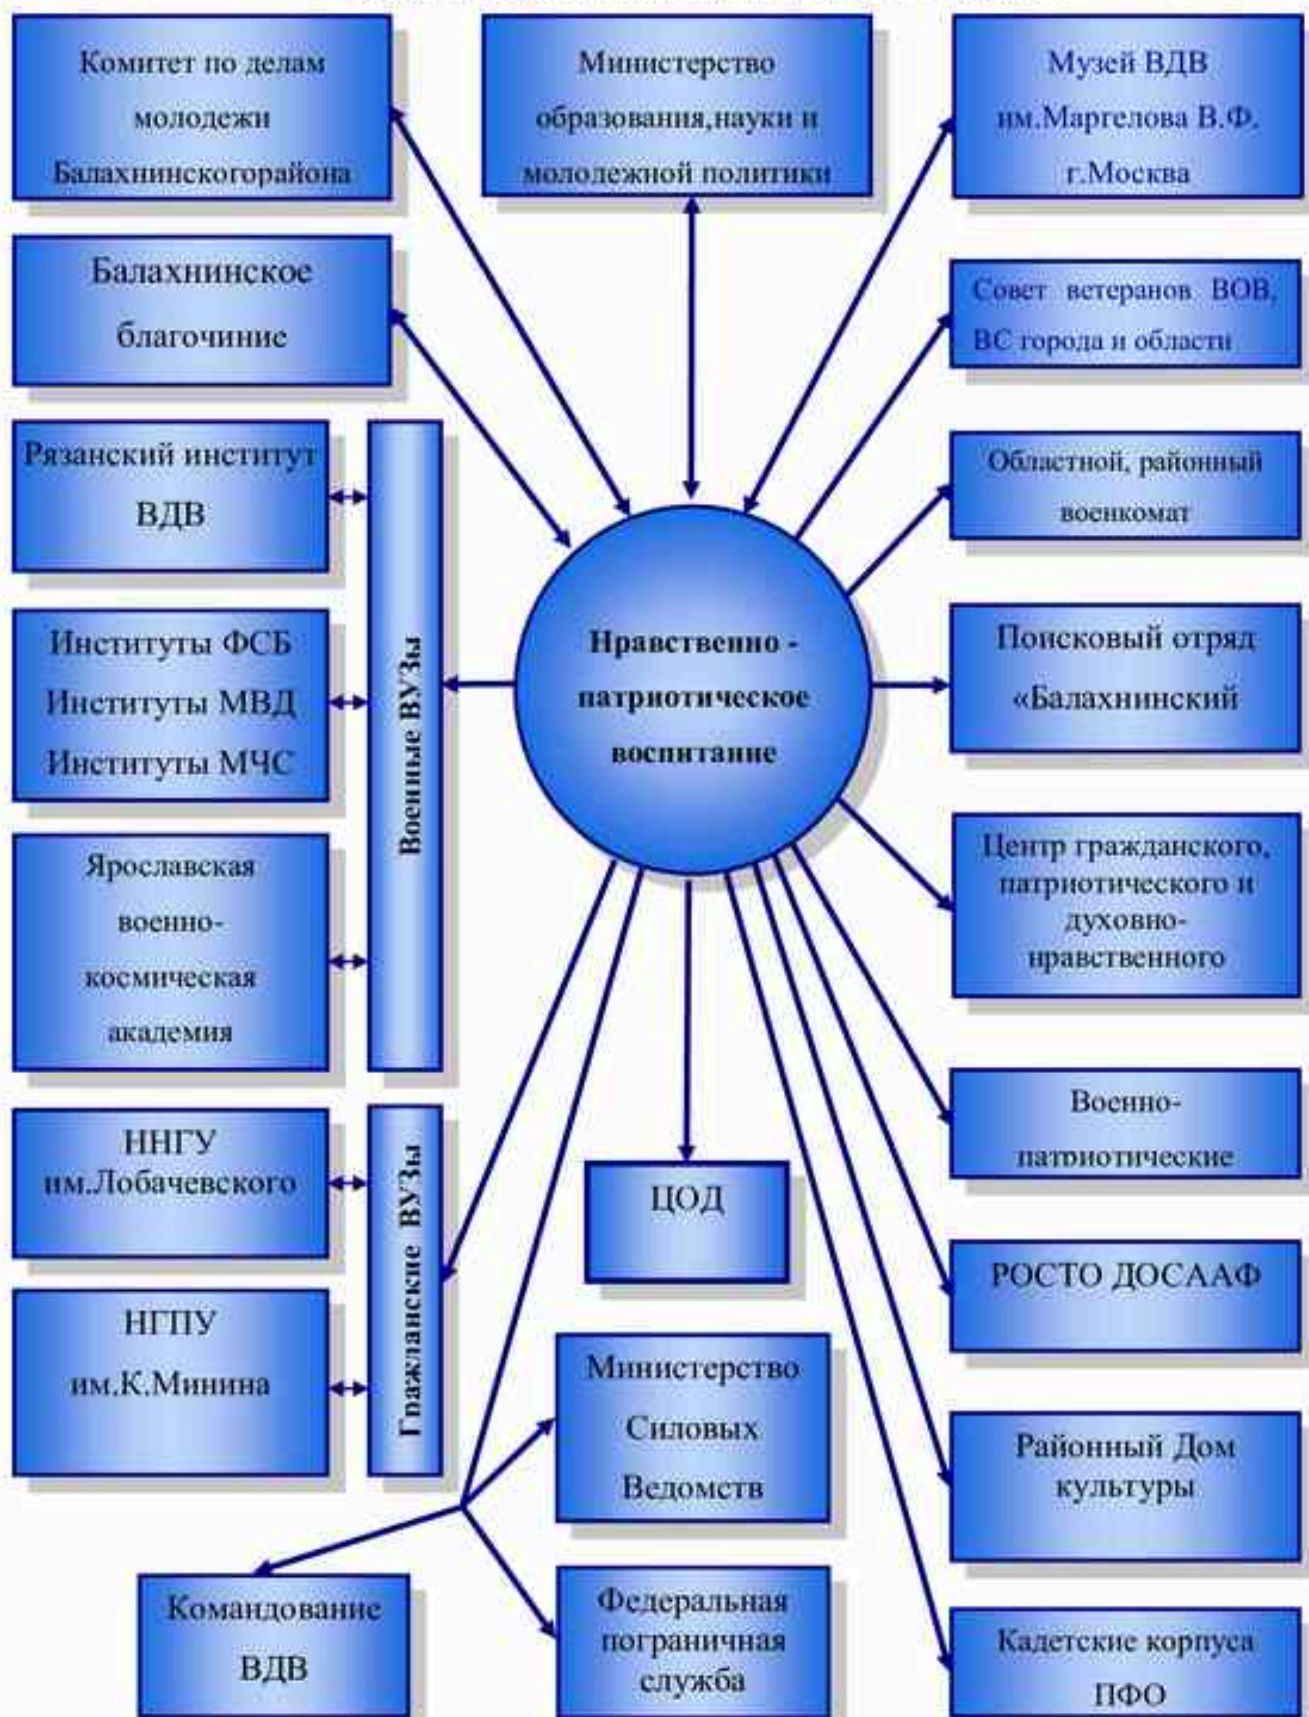 Комитет по делам
молодежи
Балахнинскогорайона
Министерство
образования,науки и
молодежной политики
Музей ВДВ
им.Маргелова В.Ф.
г.Москва
Балахнинское
благочиние
Совет ветеранов ВОВ,
ВС города и области
Рязанский институт
ВДВ
Областной, районный
военкомат
Институты ФСБ
Институты МВД
Институты МЧС
Военные ВУЗы
Нравственно -
патриотическое
воспитание
Поисковый отряд
«Балахнинский
Ярославская
военно-
космическая
академия
Центр гражданского,
патриотического и
духовно-
нравственного
Военно-
патриотические
ННГУ
им.Лобачевского
Гражланские ВУЗы
ЦОД
РОСТО ДОСААФ
НГПУ
им.К.Минина
Министерство
Силовых
Ведомств
Районный Дом
культуры
Командование
ВДВ
Федеральная
пограничная
служба
Кадетские корпуса
ПФО